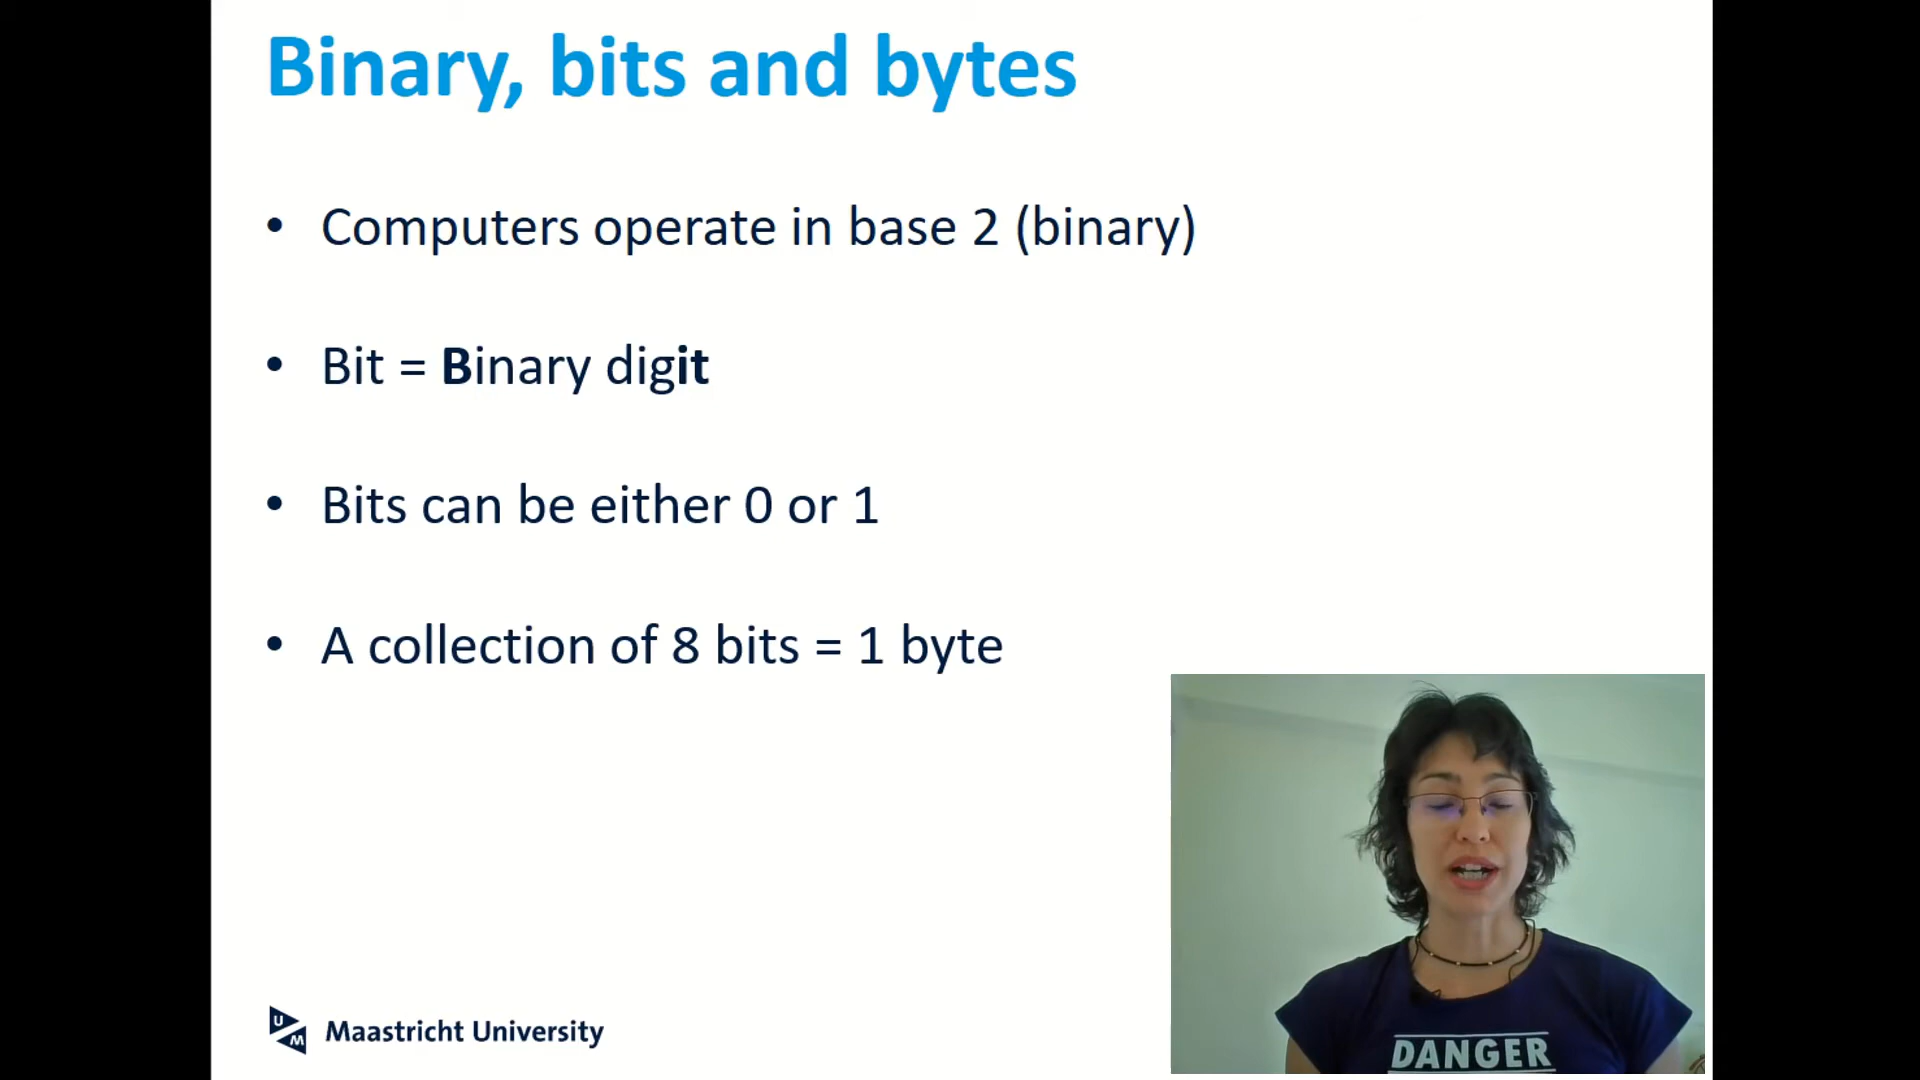 Binary, bits and bytes
• Computers operate in base 2 (binary)
• Bit = Binary digit
• Bits can be either 0 or 1
• A collection of 8 bits = 1 byte
UM Maastricht University
DANGER